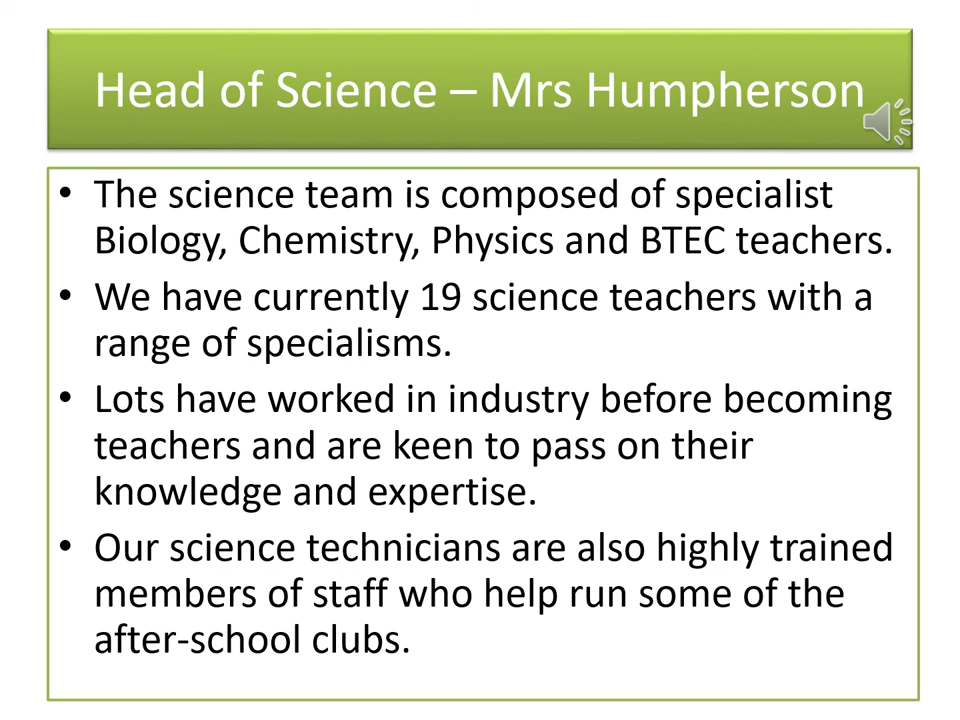 Head of Science – Mrs Humpherson
• The science team is composed of specialist
Biology, Chemistry, Physics and BTEC teachers.
• We have currently 19 science teachers with a
range of specialisms.
• Lots have worked in industry before becoming
teachers and are keen to pass on their
knowledge and expertise.
• Our science technicians are also highly trained
members of staff who help run some of the
after-school clubs.